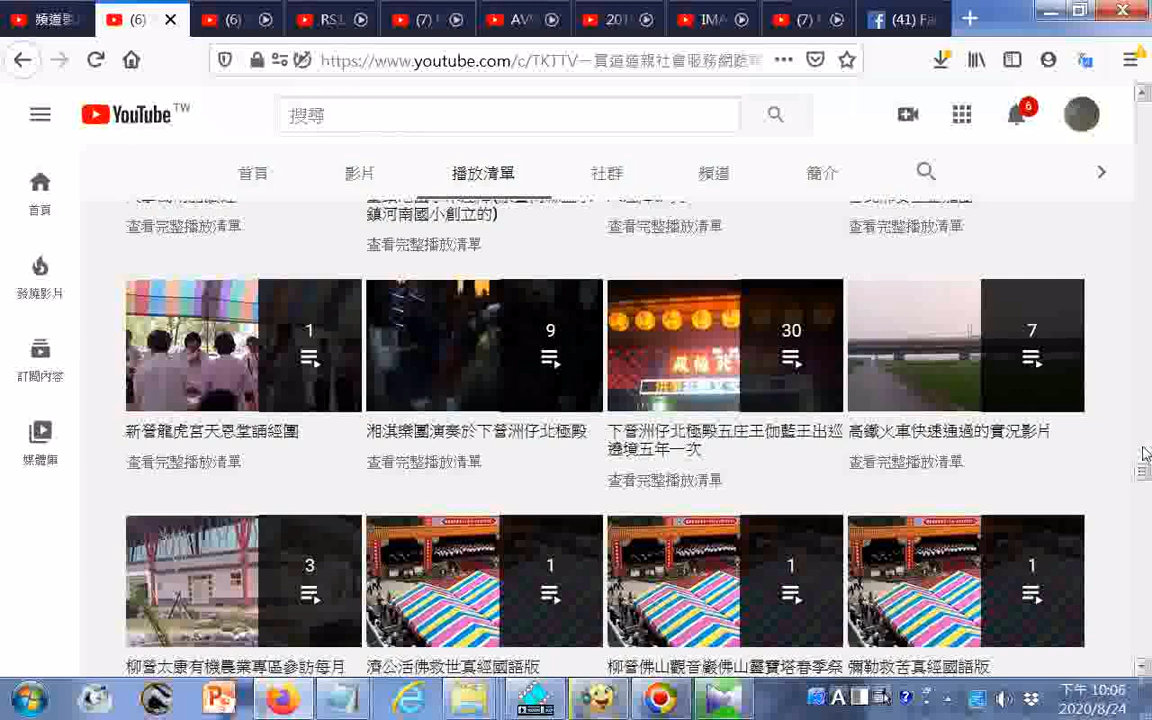 頻道影
(6)
(6)
RSL
(7)
AV
201
IMA
(7)
(41) Fa
https://www.youtube.com/c/TKTTV一貫道道親社會服務網路
YouTube TW
搜尋
6
首頁 影片 播放清單 社群 頻道 簡介
首頁
發燒影片
訂閱內容
媒體庫
鎮河南國小創立的)
查看完整播放清單
查看完整播放清單
查看完整播放清單
查看完整播放清單
1
9
30
7
新營龍虎宮天恩堂誦經團
查看完整播放清單
湘淇樂團演奏於下營洲仔北極殿
查看完整播放清單
下營洲仔北極殿五庄王伽藍王出巡
遶境五年一次
查看完整播放清單
高鐵火車快速通過的實況影片
查看完整播放清單
3
1
1
1
柳營太康有機農業專區參訪每月
濟公活佛救世真經國語版
柳營佛山觀音巖佛山靈寶塔春季祭
彌勒救苦真經國語版
下午 10:06
2020/8/24